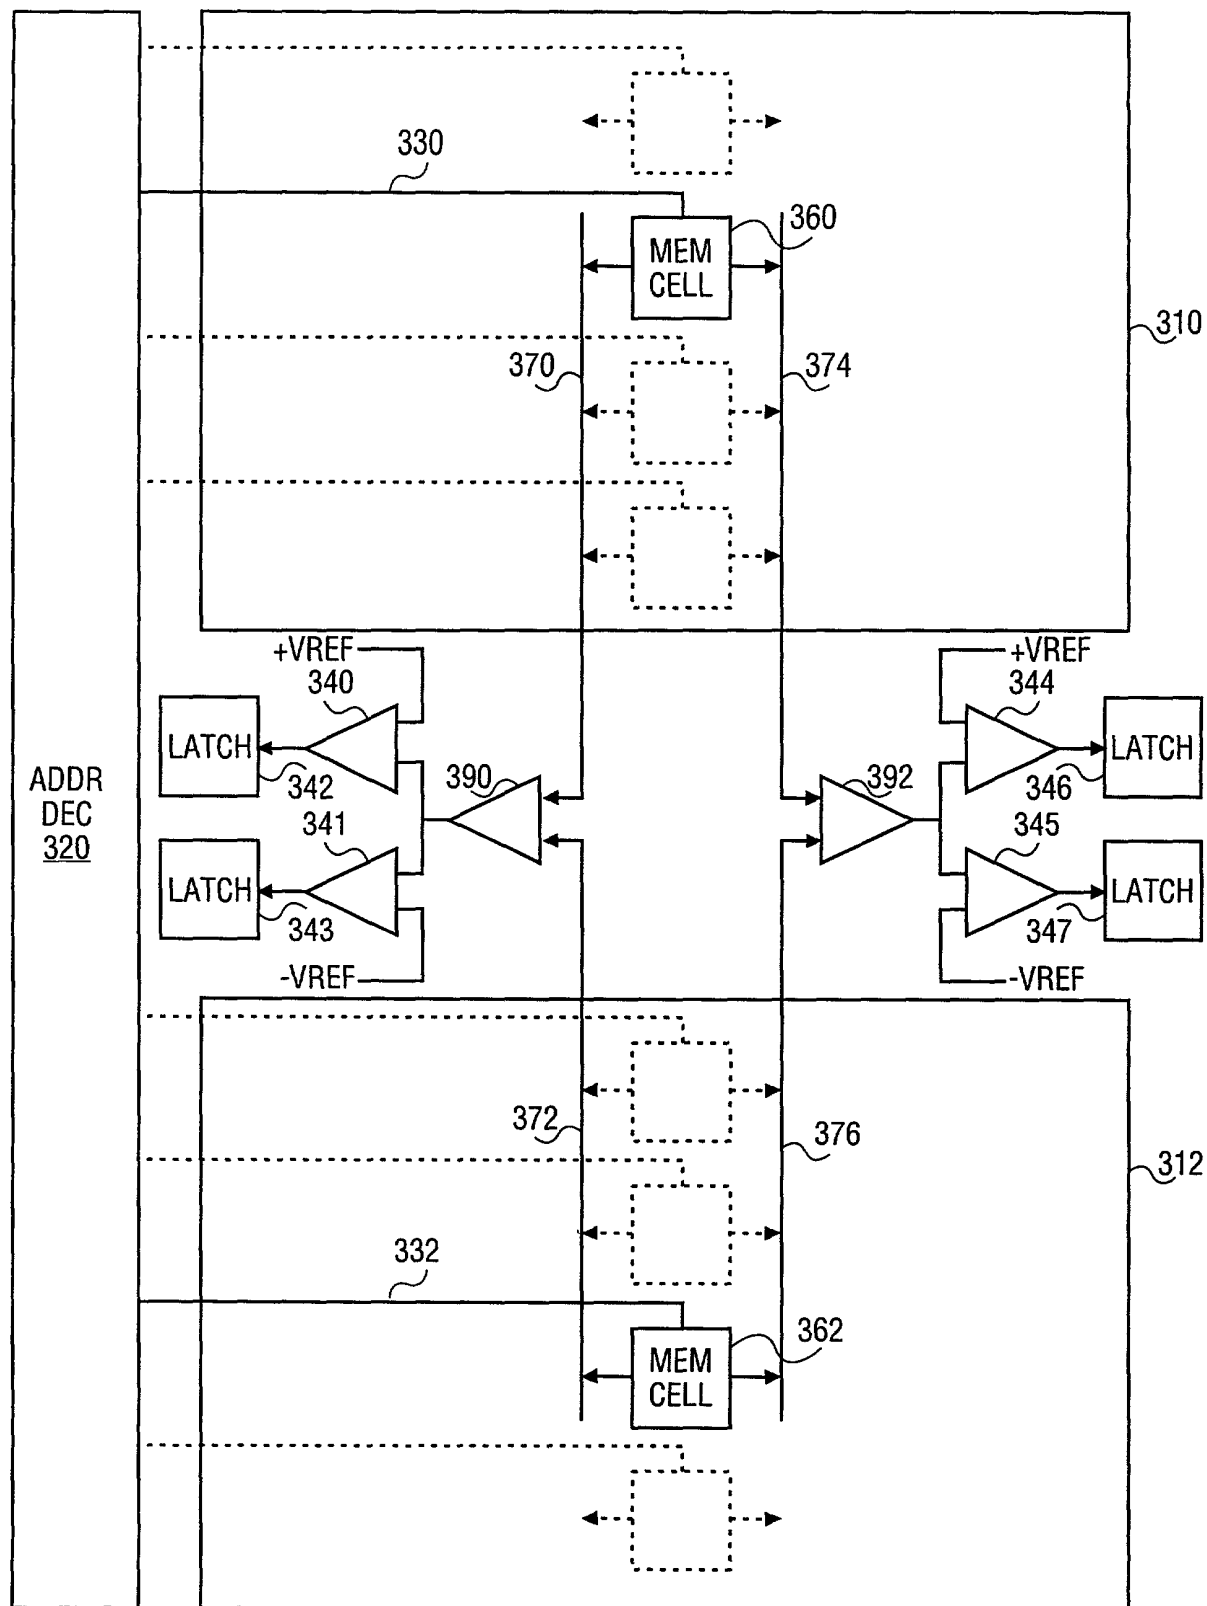 330
360
MEM
CELL
310
370
374
+VREF
+VREF
340
344
LATCH
LATCH
342
346
390
392
ADDR
DEC
320
341
345
LATCH
LATCH
343
347
-VREF
-VREF
372
376
312
332
362
MEM
CELL